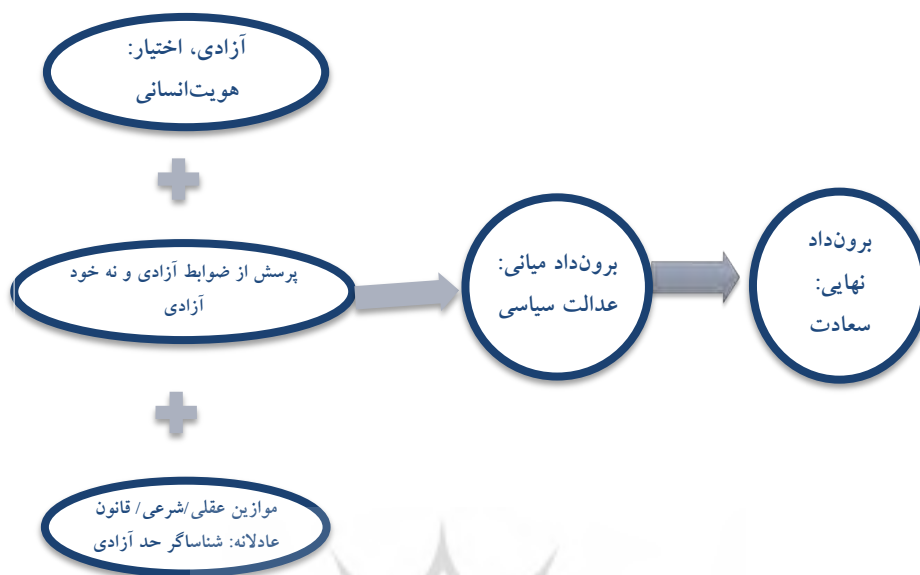 آزادی، اختیار:
هویت‌انسانی
پرسش از ضوابط آزادی و نه خود
آزادی
موازین عقلی/شرعی/ قانون
عادلانه: شناساگر حد آزادی
برون‌داد میانی:
عدالت سیاسی
برون‌داد
نهایی:
سعادت